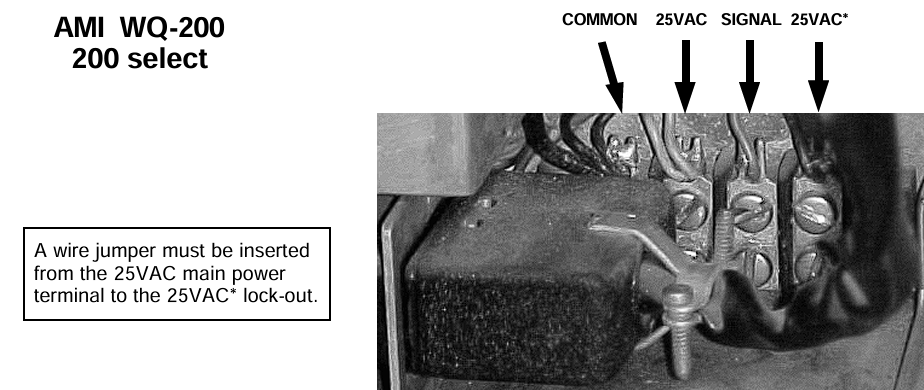 AMI WQ-200
200 select
COMMON 25VAC SIGNAL 25VAC*
A wire jumper must be inserted
from the 25VAC main power
terminal to the 25VAC* lock-out.